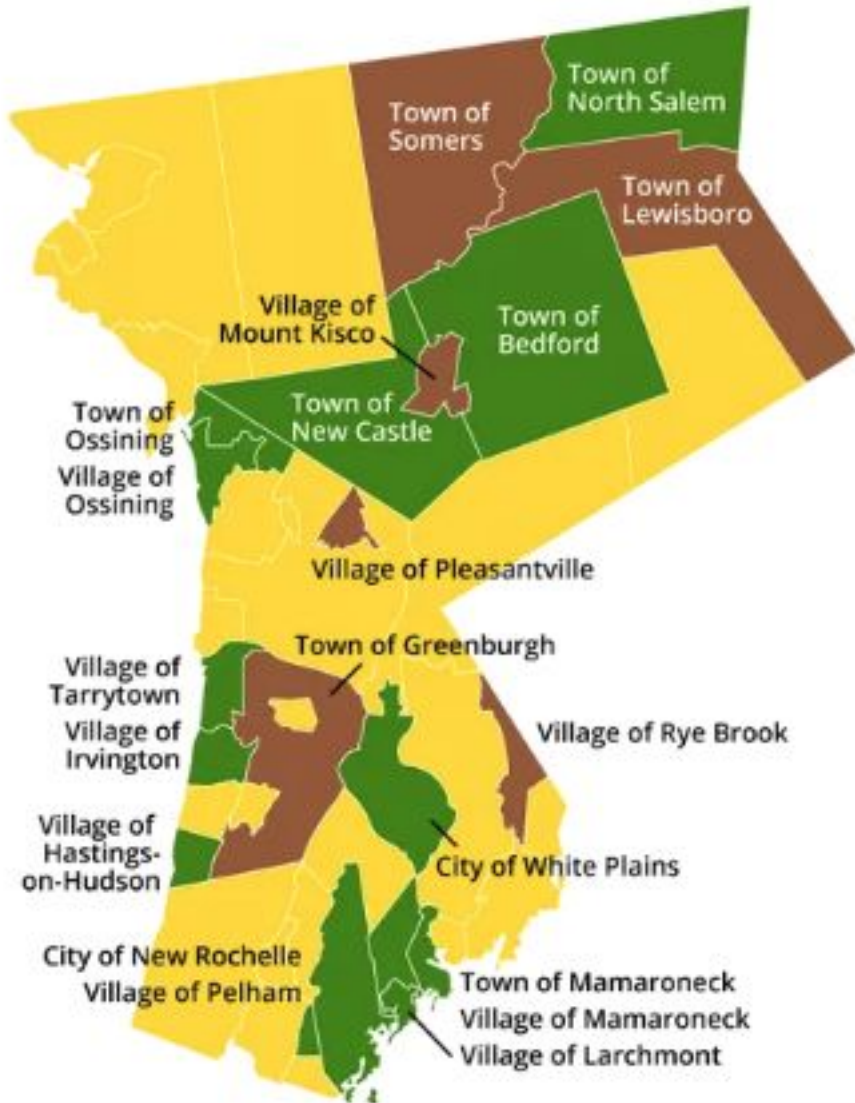 Town of
North Salem
Town of
Somers
Town of
Lewisboro
Village of
Mount Kisco
Town of
Bedford
Town of
New Castle
Town of
Ossining
Village of
Ossining
Village of Pleasantville
Town of Greenburgh
Village of
Tarrytown
Village of
Irvington
Village of Rye Brook
Village of
Hastings-
on-Hudson
City of White Plains
City of New Rochelle
Village of Pelham
Town of Mamaroneck
Village of Mamaroneck
Village of Larchmont